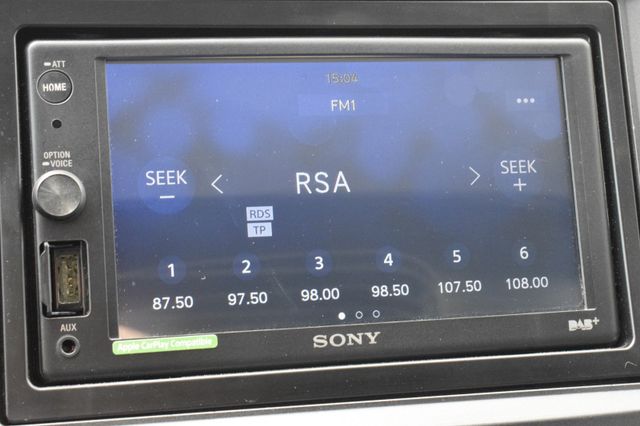 ATT
HOME
15:04
FM1
OPTION
VOICE
SEEK
−
RSA
SEEK
+
RDS
TP
1 2 3 4 5 6
87.50 97.50 98.00 98.50 107.50 108.00
AUX
Apple CarPlay Compatible
SONY
DAB+